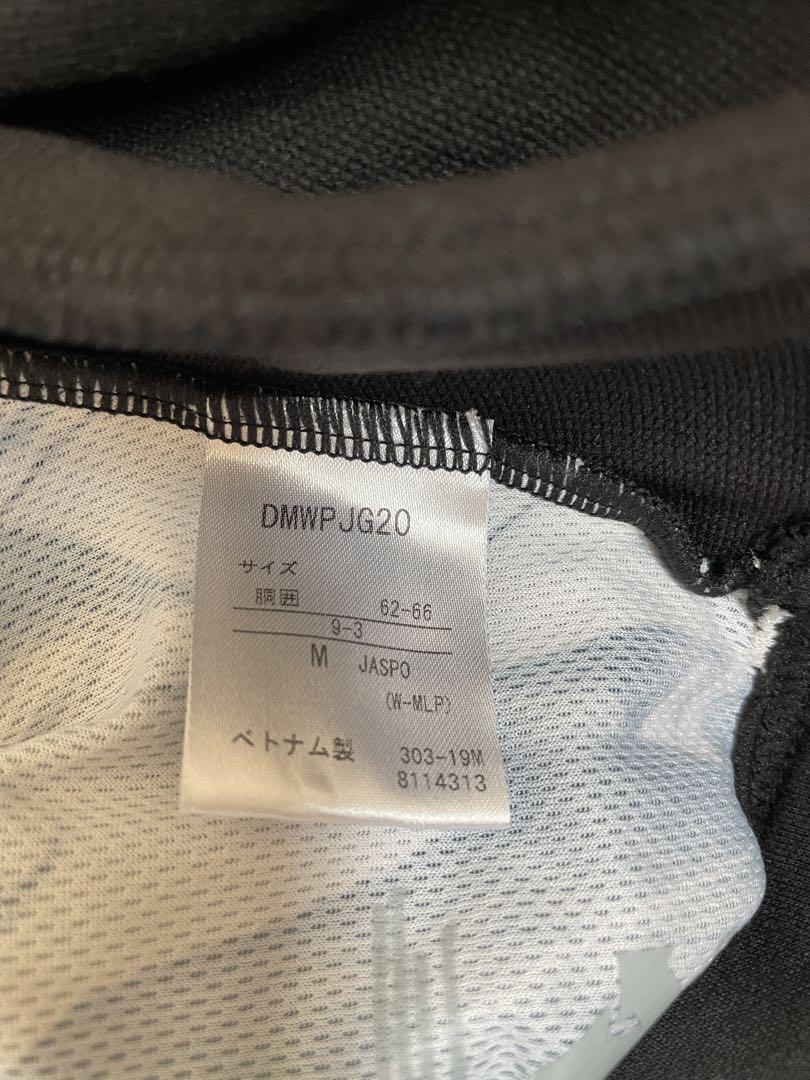 DMWPJG20
サイズ
胴囲 62-66
9-3
M JASPO
(W-MLP)
ベトナム製 303-19M
8114313